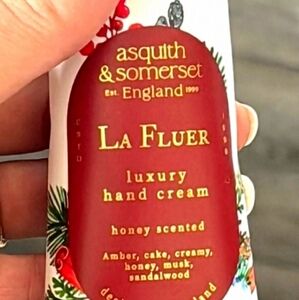 asquith
& somerset
Est. England 1999
LA FLUER
luxury
hand cream
honey scented
Amber, cake, creamy,
honey, musk,
sandalwood